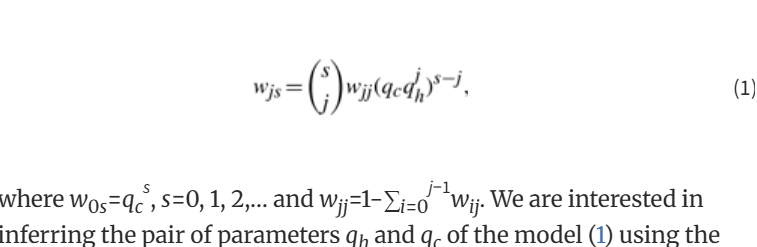 w_{js} = \binom{s}{j} w_{jj} (q_c q_h^j)^{s-j}, (1)
where w_{0s}=q_c^s, s=0, 1, 2,... and w_{jj}=1−∑_{i=0}^{j−1}w_{ij}. We are interested in
inferring the pair of parameters q_h and q_c of the model (1) using the